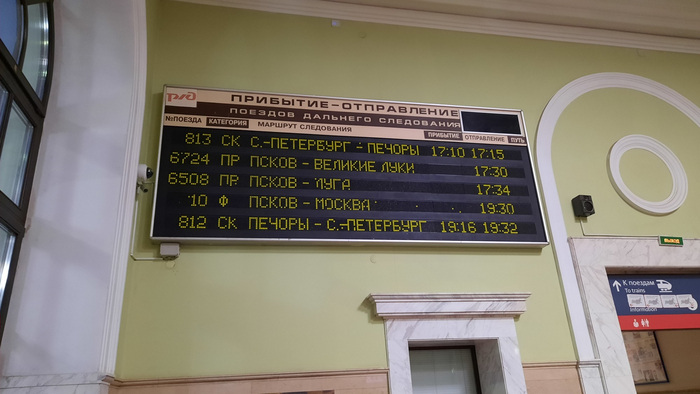 ржд
ПРИБЫТИЕ-ОТПРАВЛЕНИЕ
ПОЕЗДОВ ДАЛЬНЕГО СЛЕДОВАНИЯ
№ПОЕЗДА КАТЕГОРИЯ МАРШРУТ СЛЕДОВАНИЯ ПРИБЫТИЕ ОТПРАВЛЕНИЕ ПУТЬ
813 СК С.-ПЕТЕРБУРГ - ПЕЧОРЫ 17:10 17:15
6724 ПР ПСКОВ-ВЕЛИКИЕ ЛУКИ 17:30
6508 ПР ПСКОВ-ЛУГА 17:34
10 Ф ПСКОВ-МОСКВА 19:30
812 СК ПЕЧОРЫ-С.-ПЕТЕРБУРГ 19:16 19:32
ВЫХОД
К поездам
To trains
Information